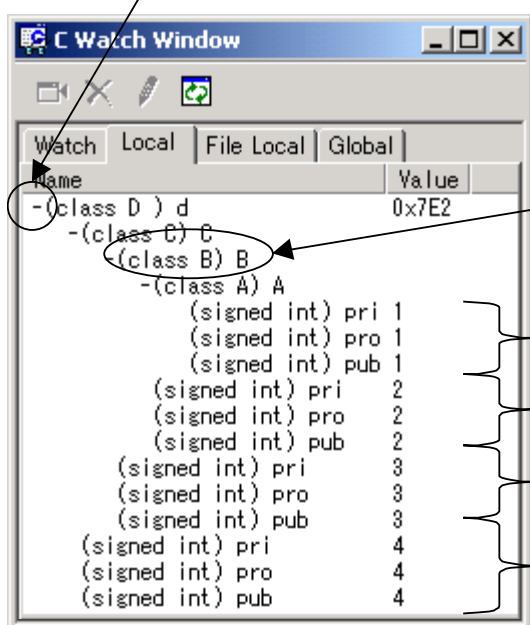 C Watch Window
Watch Local File Local Global
Name Value
-(class D ) d 0x7E2
-(class C) C
-(class B) B
-(class A) A
(signed int) pri 1
(signed int) pro 1
(signed int) pub 1
(signed int) pri 2
(signed int) pro 2
(signed int) pub 2
(signed int) pri 3
(signed int) pro 3
(signed int) pub 3
(signed int) pri 4
(signed int) pro 4
(signed int) pub 4